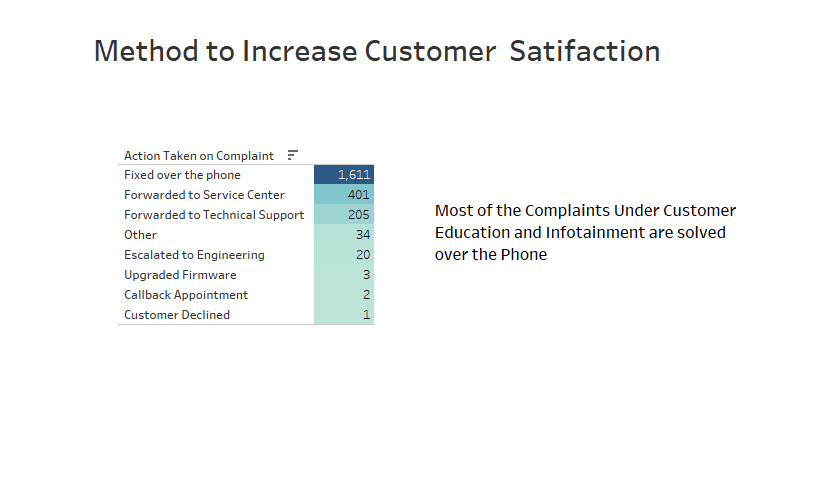 Method to Increase Customer  Satifaction
Action Taken on Complaint
Fixed over the phone 1,611
Forwarded to Service Center 401
Forwarded to Technical Support 205
Other 34
Escalated to Engineering 20
Upgraded Firmware 3
Callback Appointment 2
Customer Declined 1
Most of the Complaints Under Customer
Education and Infotainment are solved
over the Phone